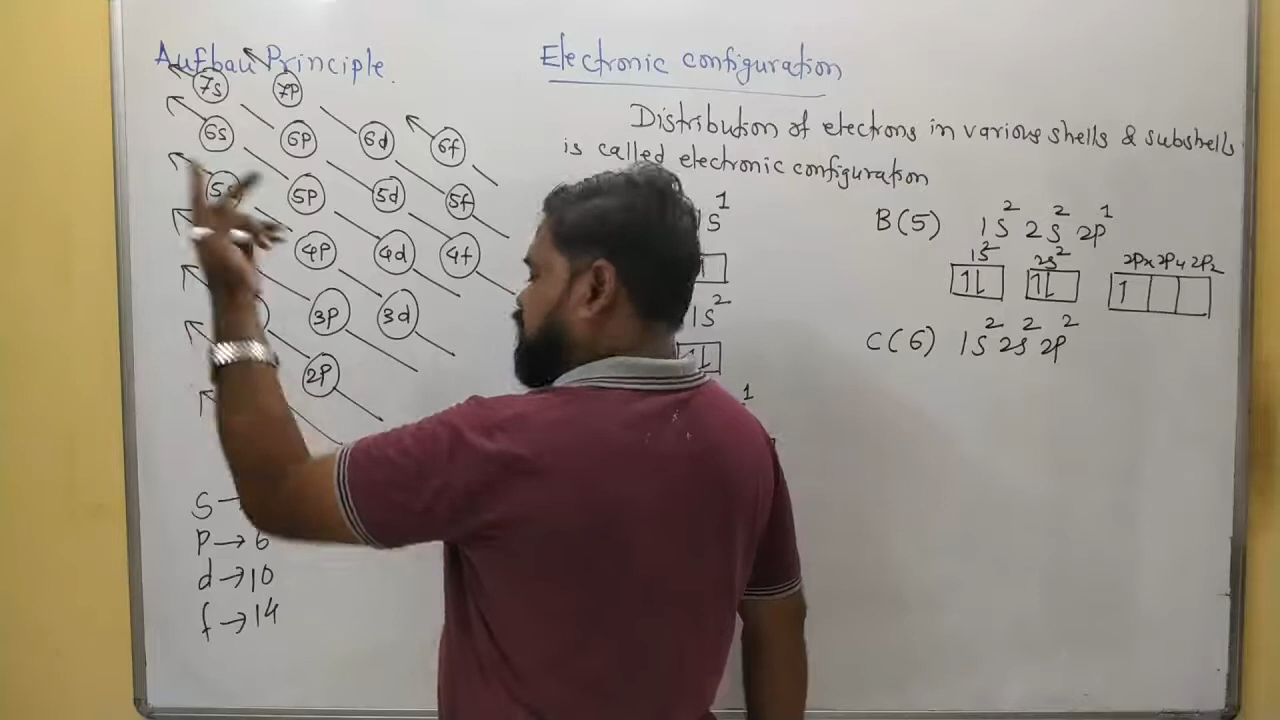 Aufbau Principle.
7s 7P
6s 6P 6d 6f
5s 5P 5d 5f
4P 4d 4f
3P 3d
2P
S →
P → 6
d → 10
f → 14
Electronic configuration
Distribution of electrons in various shells & subshells
is called electronic configuration
1s¹
1s²
1
B(5) 1s² 2s² 2p¹
1s² 2s² 2Px 2Py 2Pz
1l 1l 1
C(6) 1s² 2s² 2p²